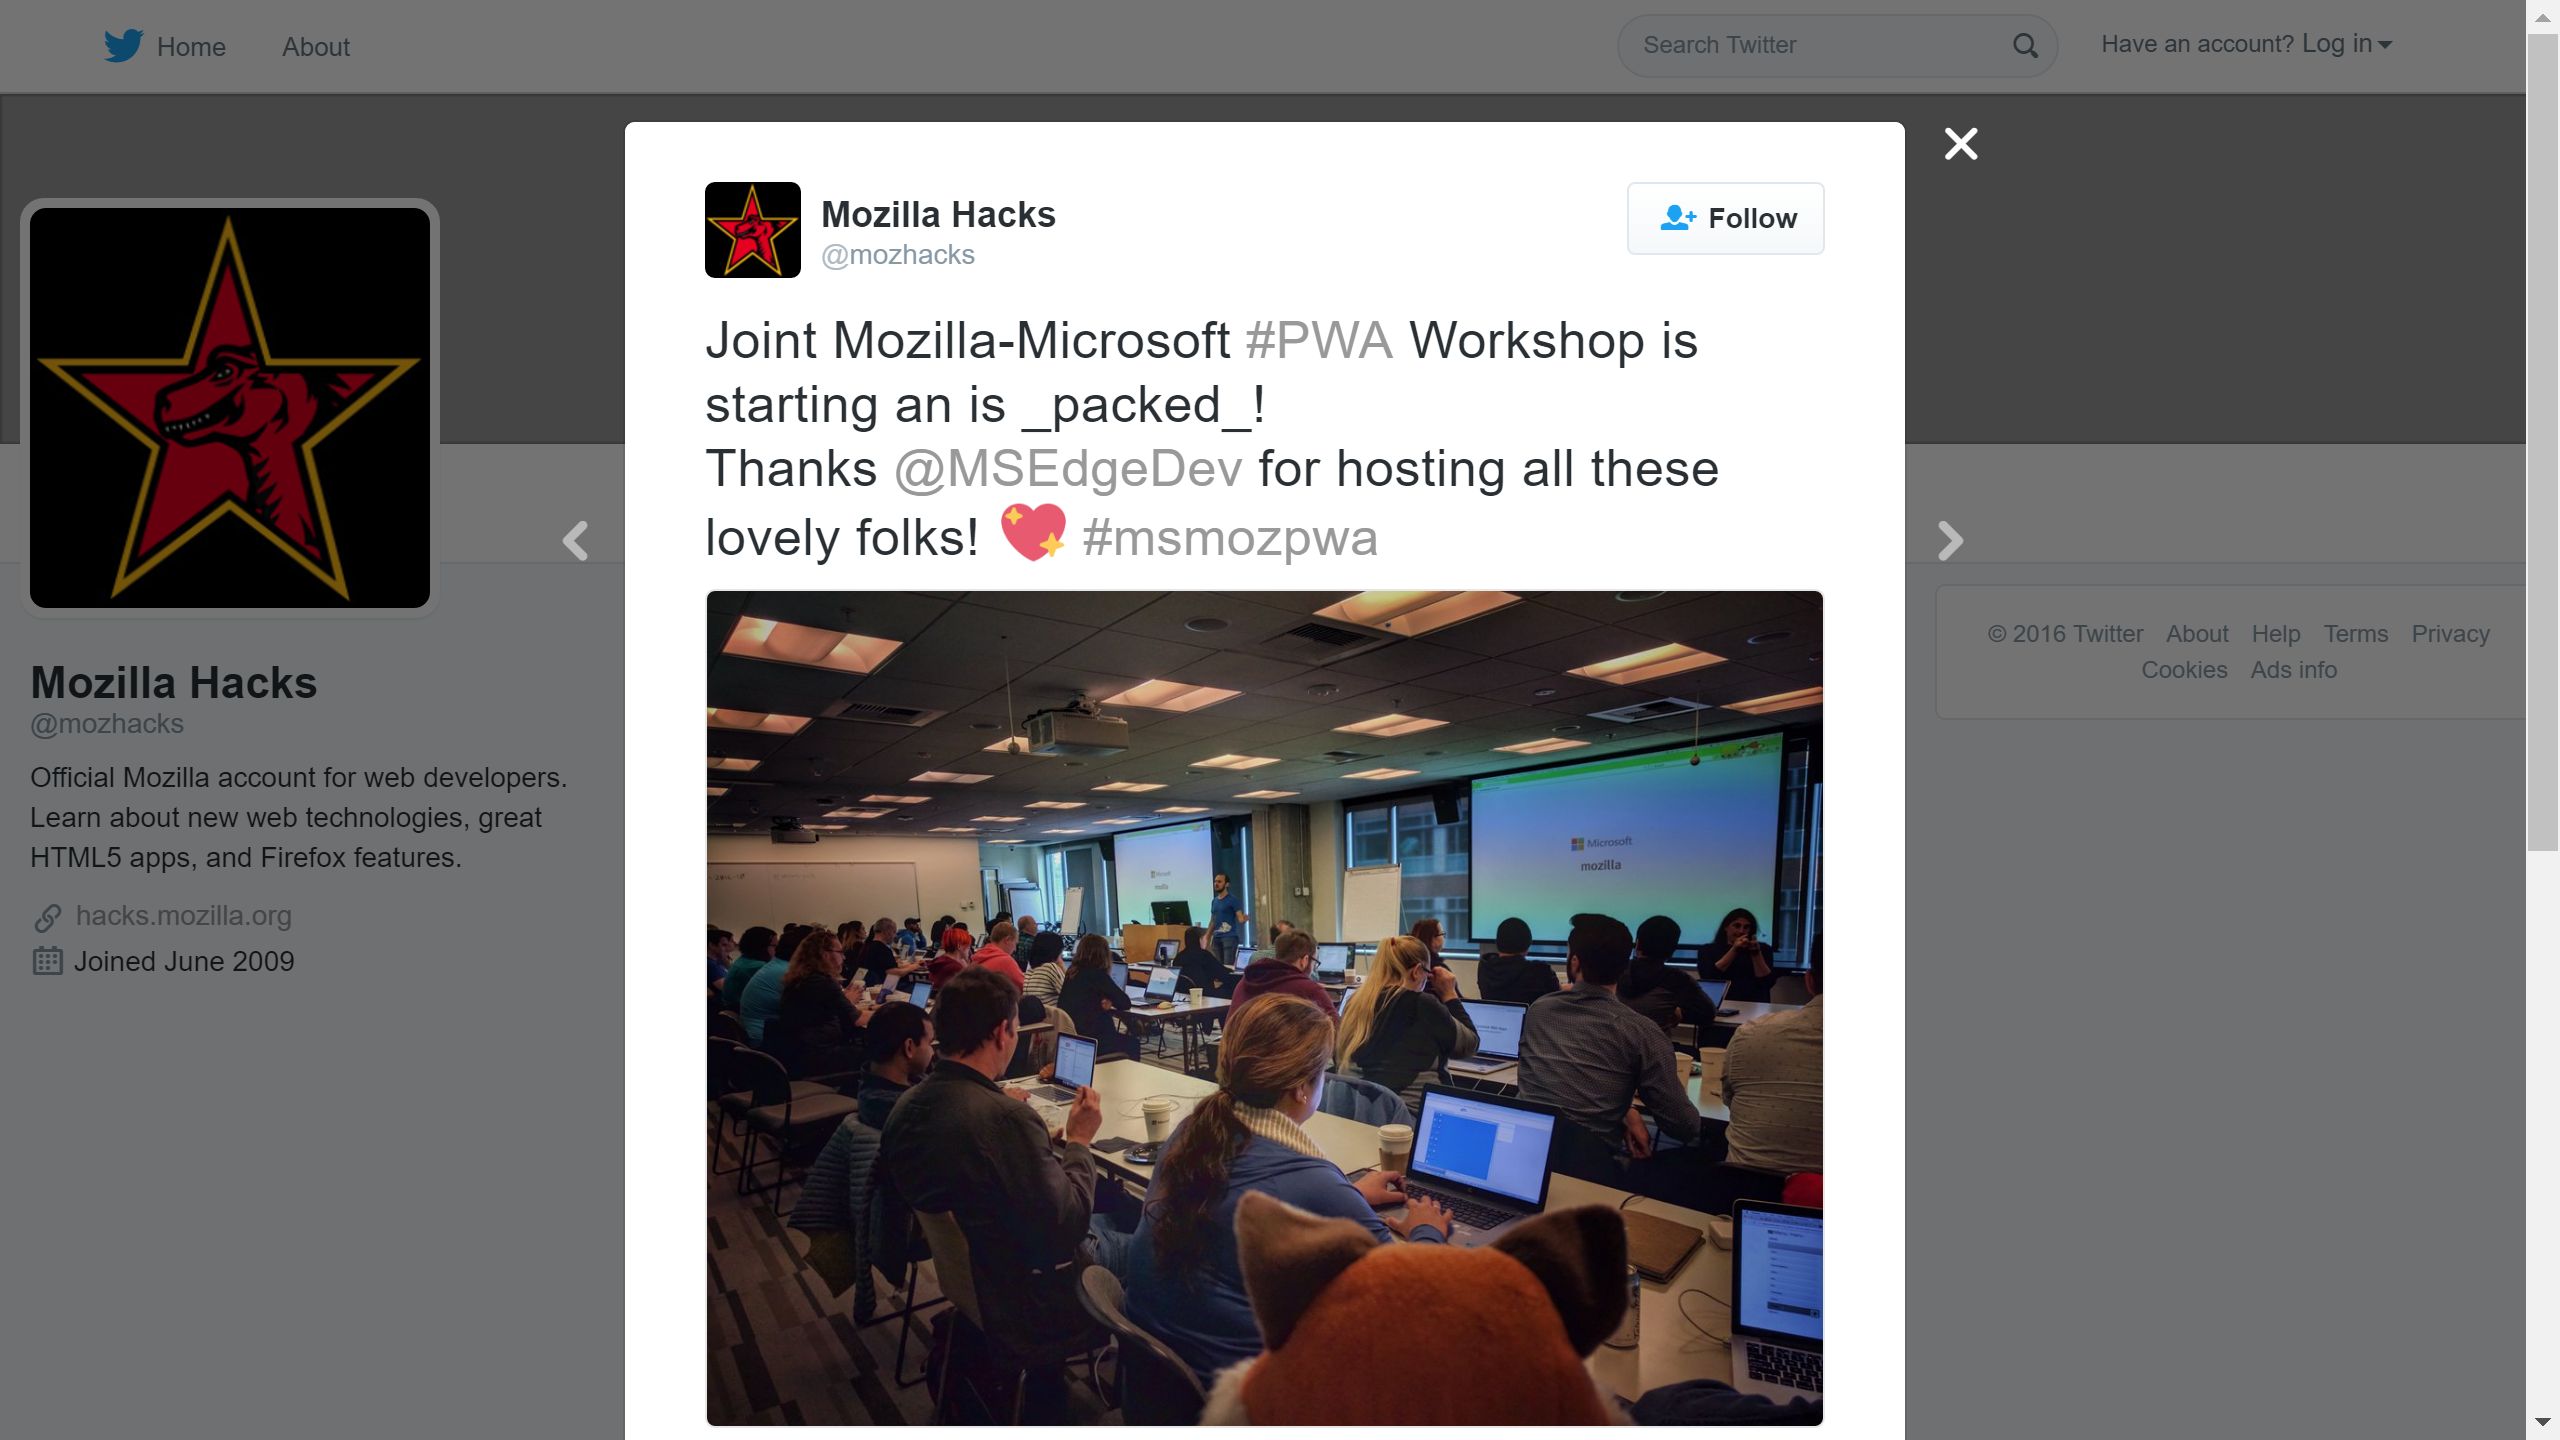 Home About
Search Twitter
Have an account? Log in
Mozilla Hacks
@mozhacks
Follow
Joint Mozilla-Microsoft #PWA Workshop is
starting an is _packed_!
Thanks @MSEdgeDev for hosting all these
lovely folks! 💖 #msmozpwa
Microsoft
mozilla
Microsoft
mozilla
Mozilla Hacks
@mozhacks
Official Mozilla account for web developers.
Learn about new web technologies, great
HTML5 apps, and Firefox features.
hacks.mozilla.org
Joined June 2009
© 2016 Twitter About Help Terms Privacy
Cookies Ads info